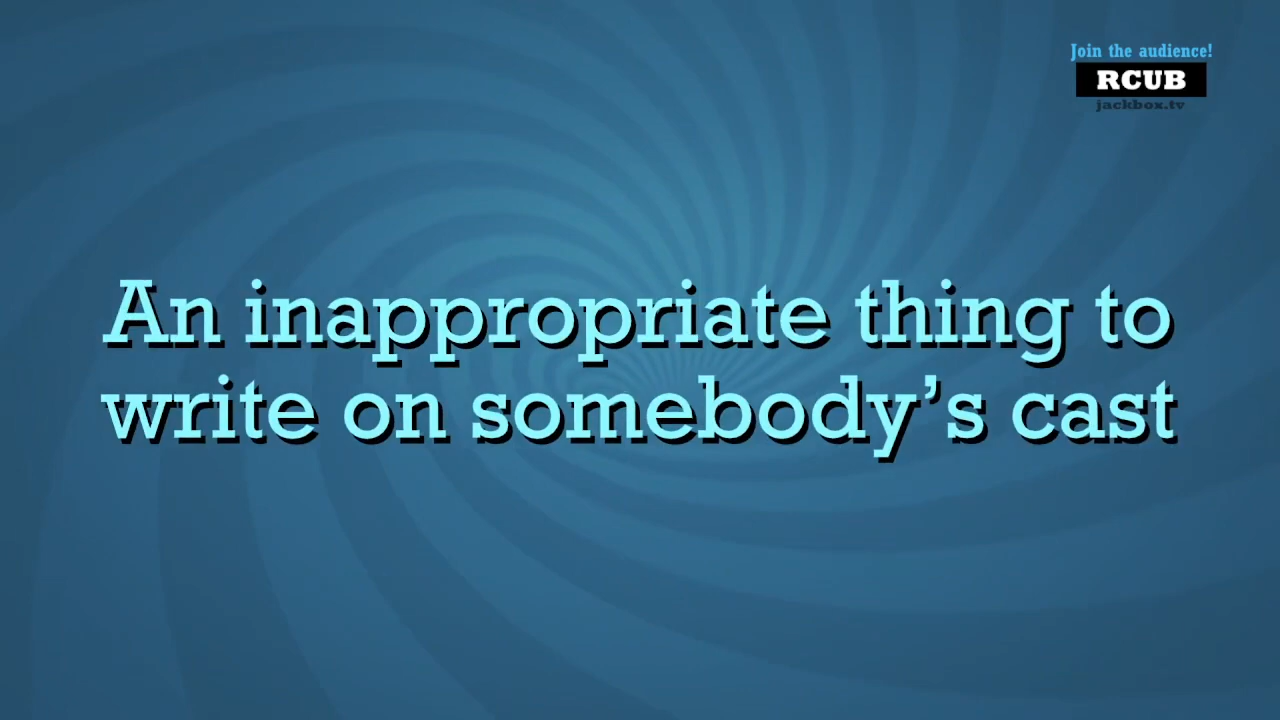 Join the audience!
RCUB
jackbox.tv
An inappropriate thing to
write on somebody's cast